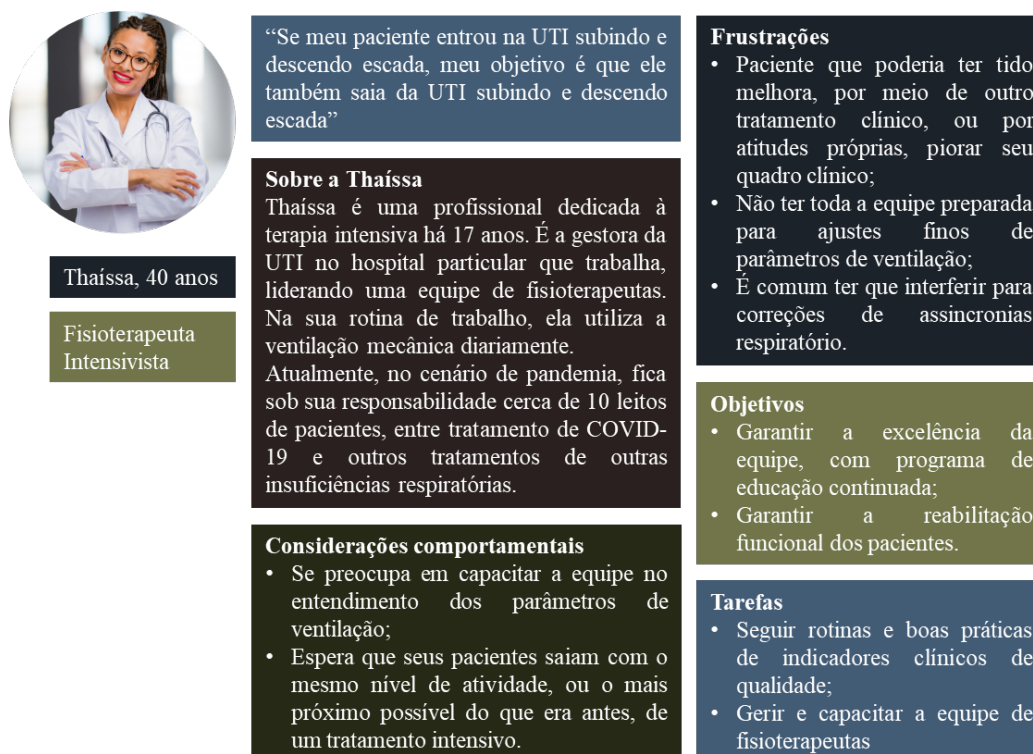 Thaíssa, 40 anos
Fisioterapeuta
Intensivista
“Se meu paciente entrou na UTI subindo e
descendo escada, meu objetivo é que ele
também saia da UTI subindo e descendo
escada”
Sobre a Thaíssa
Thaíssa é uma profissional dedicada à
terapia intensiva há 17 anos. É a gestora da
UTI no hospital particular que trabalha,
liderando uma equipe de fisioterapeutas.
Na sua rotina de trabalho, ela utiliza a
ventilação mecânica diariamente.
Atualmente, no cenário de pandemia, fica
sob sua responsabilidade cerca de 10 leitos
de pacientes, entre tratamento de COVID-
19 e outros tratamentos de outras
insuficiências respiratórias.
Considerações comportamentais
• Se preocupa em capacitar a equipe no
entendimento dos parâmetros de
ventilação;
• Espera que seus pacientes saiam com o
mesmo nível de atividade, ou o mais
próximo possível do que era antes, de
um tratamento intensivo.
Frustrações
• Paciente que poderia ter tido
melhora, por meio de outro
tratamento clínico, ou por
atitudes próprias, piorar seu
quadro clínico;
• Não ter toda a equipe preparada
para ajustes finos de
parâmetros de ventilação;
• É comum ter que interferir para
correções de assincronias
respiratório.
Objetivos
• Garantir a excelência da
equipe, com programa de
educação continuada;
• Garantir a reabilitação
funcional dos pacientes.
Tarefas
• Seguir rotinas e boas práticas
de indicadores clínicos de
qualidade;
• Gerir e capacitar a equipe de
fisioterapeutas